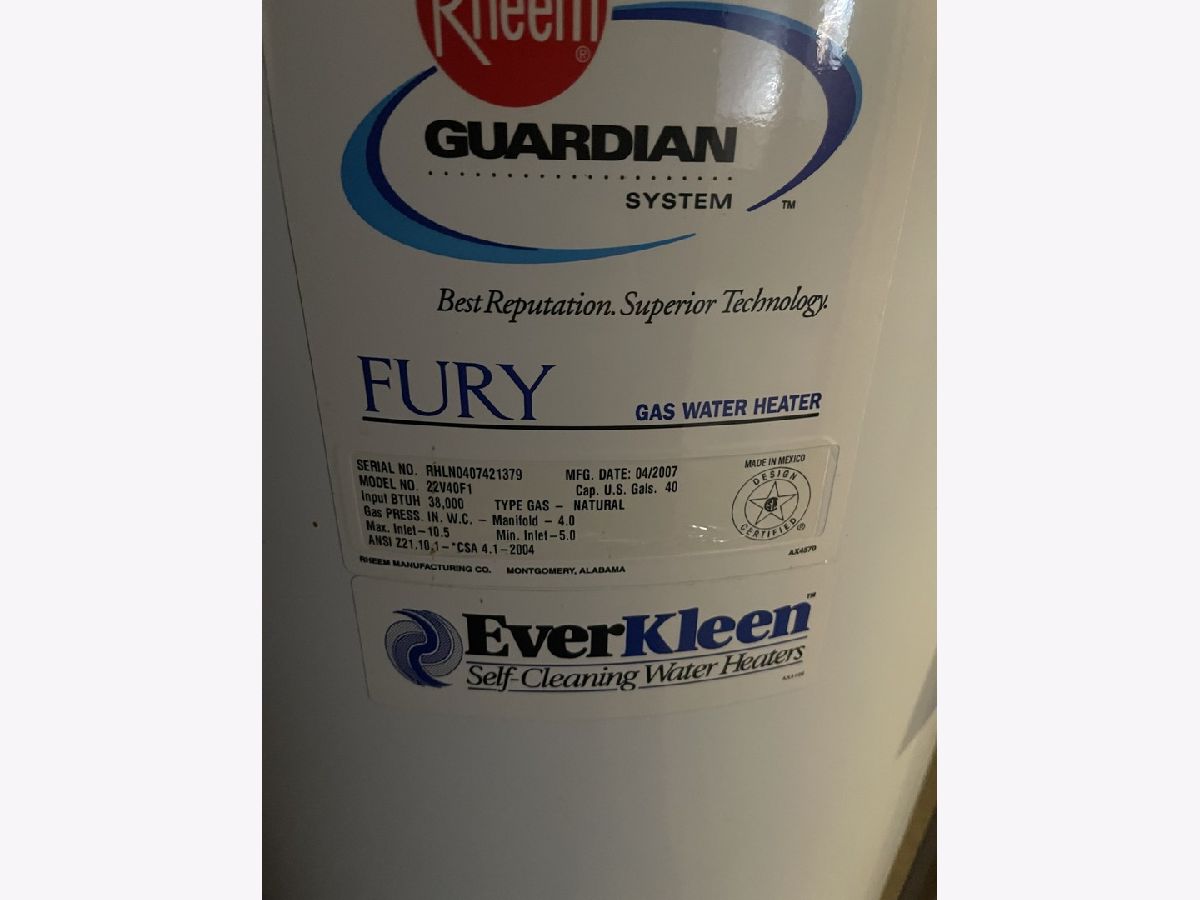 Rheem
®
GUARDIAN
SYSTEM ™
Best Reputation. Superior Technology.
FURY
GAS WATER HEATER
SERIAL NO. RHLN0407421379 MFG. DATE: 04/2007
MODEL NO. 22V40F1 Cap. U.S. Gals. 40
Input BTUH 38,000 TYPE GAS – NATURAL
Gas PRESS. IN. W.C. – Manifold – 4.0
Max. Inlet–10.5 Min. Inlet–5.0
ANSI Z21.10.1–*CSA 4.1–2004
MADE IN MEXICO
DESIGN
CERTIFIED ®
RHEEM MANUFACTURING CO. MONTGOMERY, ALABAMA
EverKleen™
Self-Cleaning Water Heaters